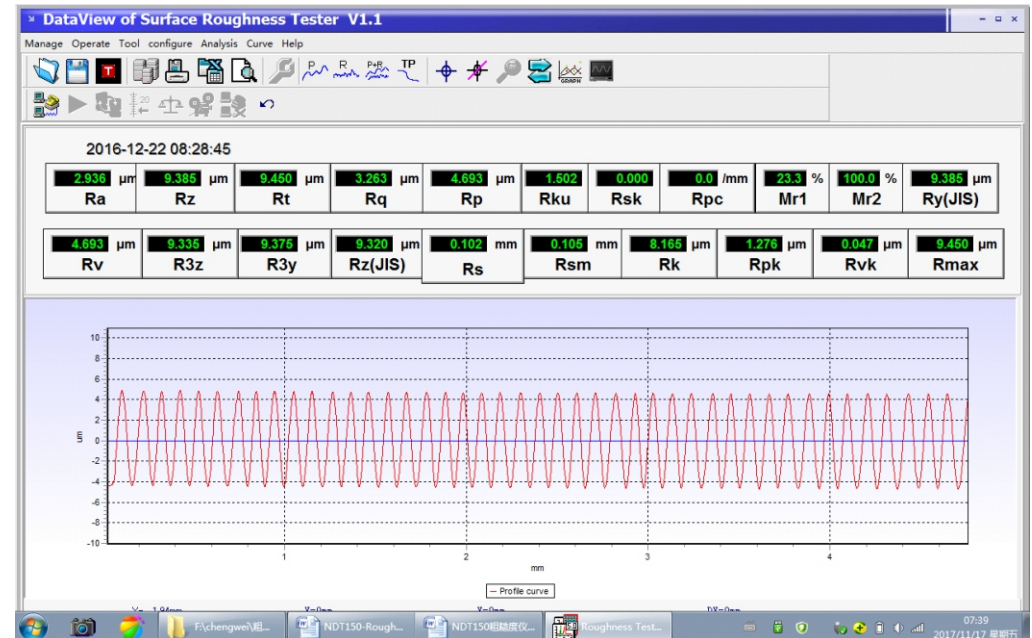 DataView of Surface Roughness Tester V1.1
Manage Operate Tool configure Analysis Curve Help
T P R P+R TP GRAPH
20
2016-12-22 08:28:45
2.936 µm 9.385 µm 9.450 µm 3.263 µm 4.693 µm 1.502 0.000 0.0 /mm 23.3 % 100.0 % 9.385 µm
Ra Rz Rt Rq Rp Rku Rsk Rpc Mr1 Mr2 Ry(JIS)
4.693 µm 9.335 µm 9.375 µm 9.320 µm 0.102 mm 0.105 mm 8.165 µm 1.276 µm 0.047 µm 9.450 µm
Rv R3z R3y Rz(JIS) Rs Rsm Rk Rpk Rvk Rmax
10
8
6
4
2
0
-2
-4
-6
-8
-10
um
1 2 3 4
mm
Profile curve
F:\chengwei\粗... NDT150-Rough... NDT150粗糙度仪... Roughness Test...
07:39
2017/11/17 星期五